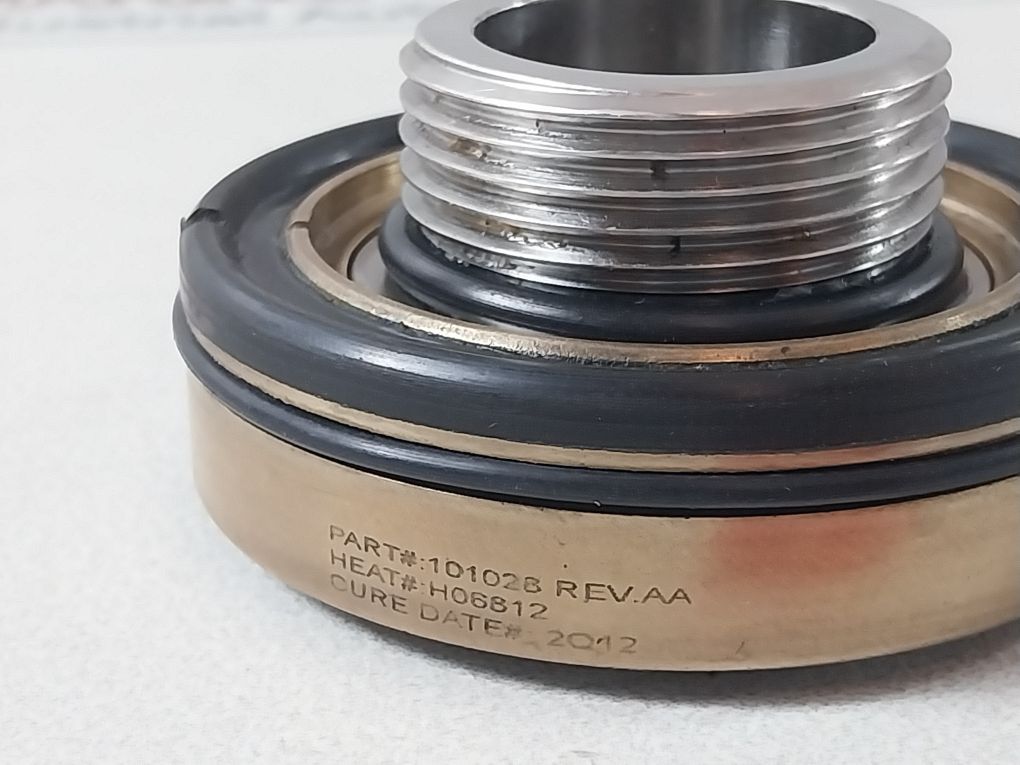 PART#:101028 REV.AA
HEAT#:H06812
CURE DATE#: 2Q12